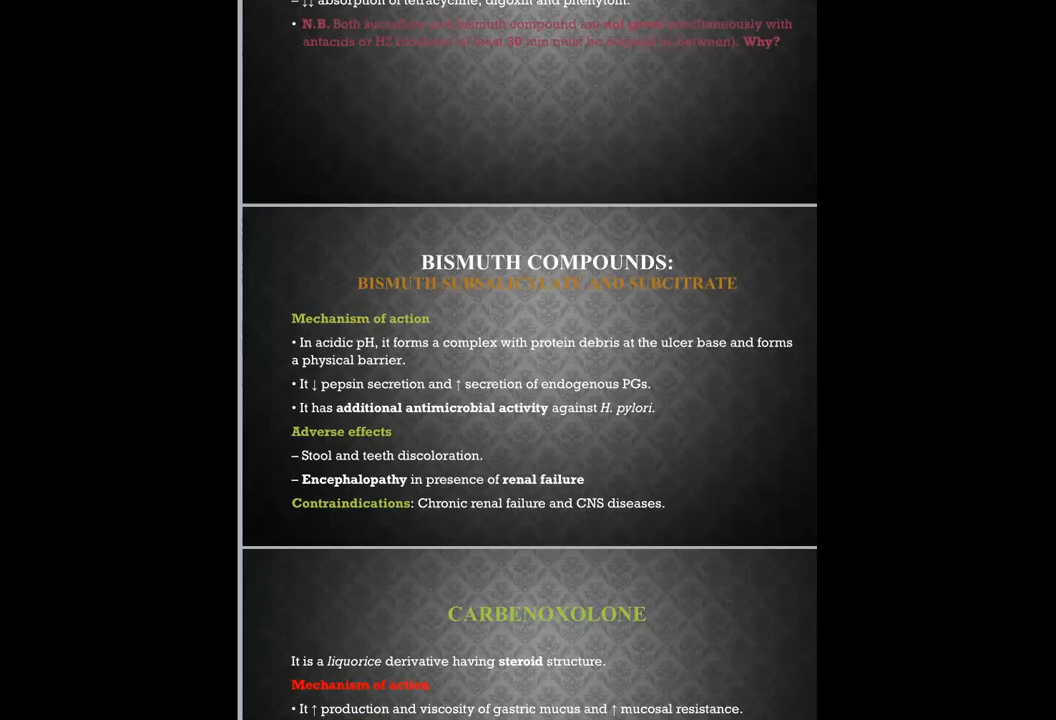 – ↓↓ absorption of tetracycline, digoxin and phenytoin.
• N.B. Both sucralfate and bismuth compound are not given simultaneously with
antacids or H2 blockers (at least 30 min must be elapsed in-between). Why?
BISMUTH COMPOUNDS:
BISMUTH SUBSALICYLATE AND SUBCITRATE
Mechanism of action
• In acidic pH, it forms a complex with protein debris at the ulcer base and forms
a physical barrier.
• It ↓ pepsin secretion and ↑ secretion of endogenous PGs.
• It has additional antimicrobial activity against H. pylori.
Adverse effects
– Stool and teeth discoloration.
– Encephalopathy in presence of renal failure
Contraindications: Chronic renal failure and CNS diseases.
CARBENOXOLONE
It is a liquorice derivative having steroid structure.
Mechanism of action
• It ↑ production and viscosity of gastric mucus and ↑ mucosal resistance.